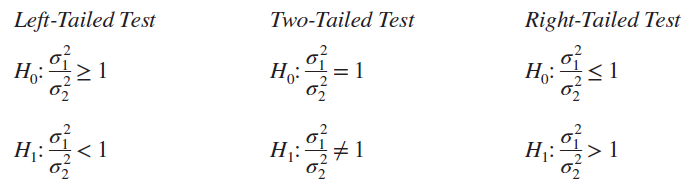 Left-Tailed Test Two-Tailed Test Right-Tailed Test
H₀: σ₁²/σ₂² ≥ 1 H₀: σ₁²/σ₂² = 1 H₀: σ₁²/σ₂² ≤ 1
H₁: σ₁²/σ₂² < 1 H₁: σ₁²/σ₂² ≠ 1 H₁: σ₁²/σ₂² > 1